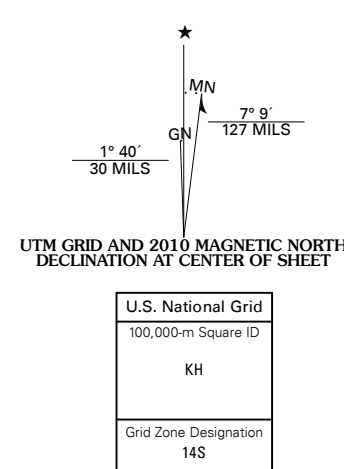 ★
MN
7° 9´
127 MILS
GN
1° 40´
30 MILS
UTM GRID AND 2010 MAGNETIC NORTH
DECLINATION AT CENTER OF SHEET
U.S. National Grid
100,000-m Square ID
KH
Grid Zone Designation
14S